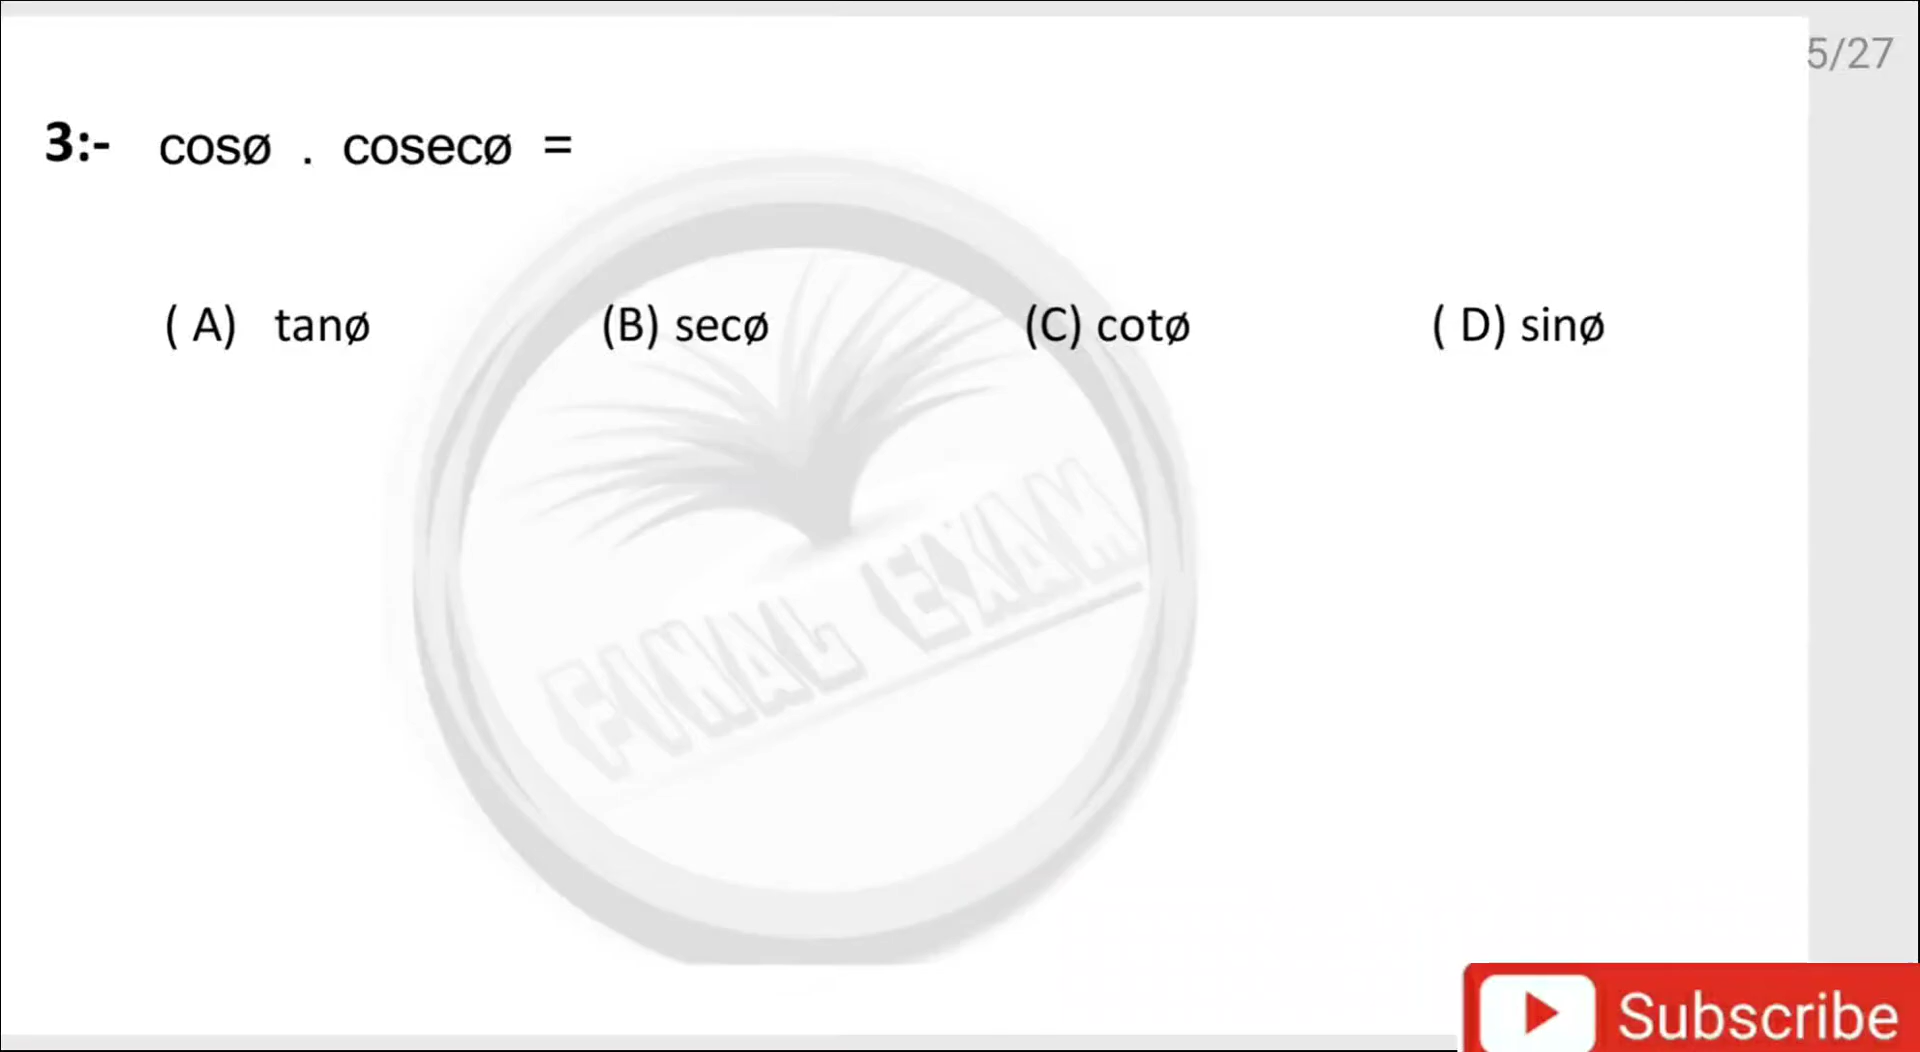 5/27
3:- cosø . cosecø =
( A) tanø (B) secø (C) cotø ( D) sinø
FINAL EXAM
Subscribe